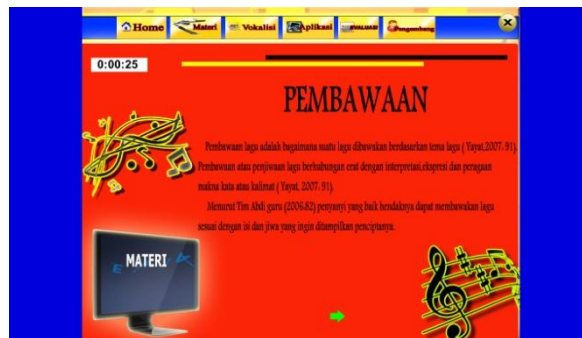 Home Materi Vokalisi Aplikasi EVALUASI Pengembang
0:00:25
PEMBAWAAN
Pembawaan lagu adalah bagaimana suatu lagu dibawakan berdasarkan tema lagu ( Yayat,2007: 91).
Pembawaan atau penjiwaan lagu berhubungan erat dengan interpretasi,ekspresi dan peragaan
makna kata atau kalimat ( Yayat, 2007: 91).
Menurut Tim Abdi guru (2006:82) penyanyi yang baik hendaknya dapat membawakan lagu
sesuai dengan isi dan jiwa yang ingin ditampilkan penciptanya.
MATERI